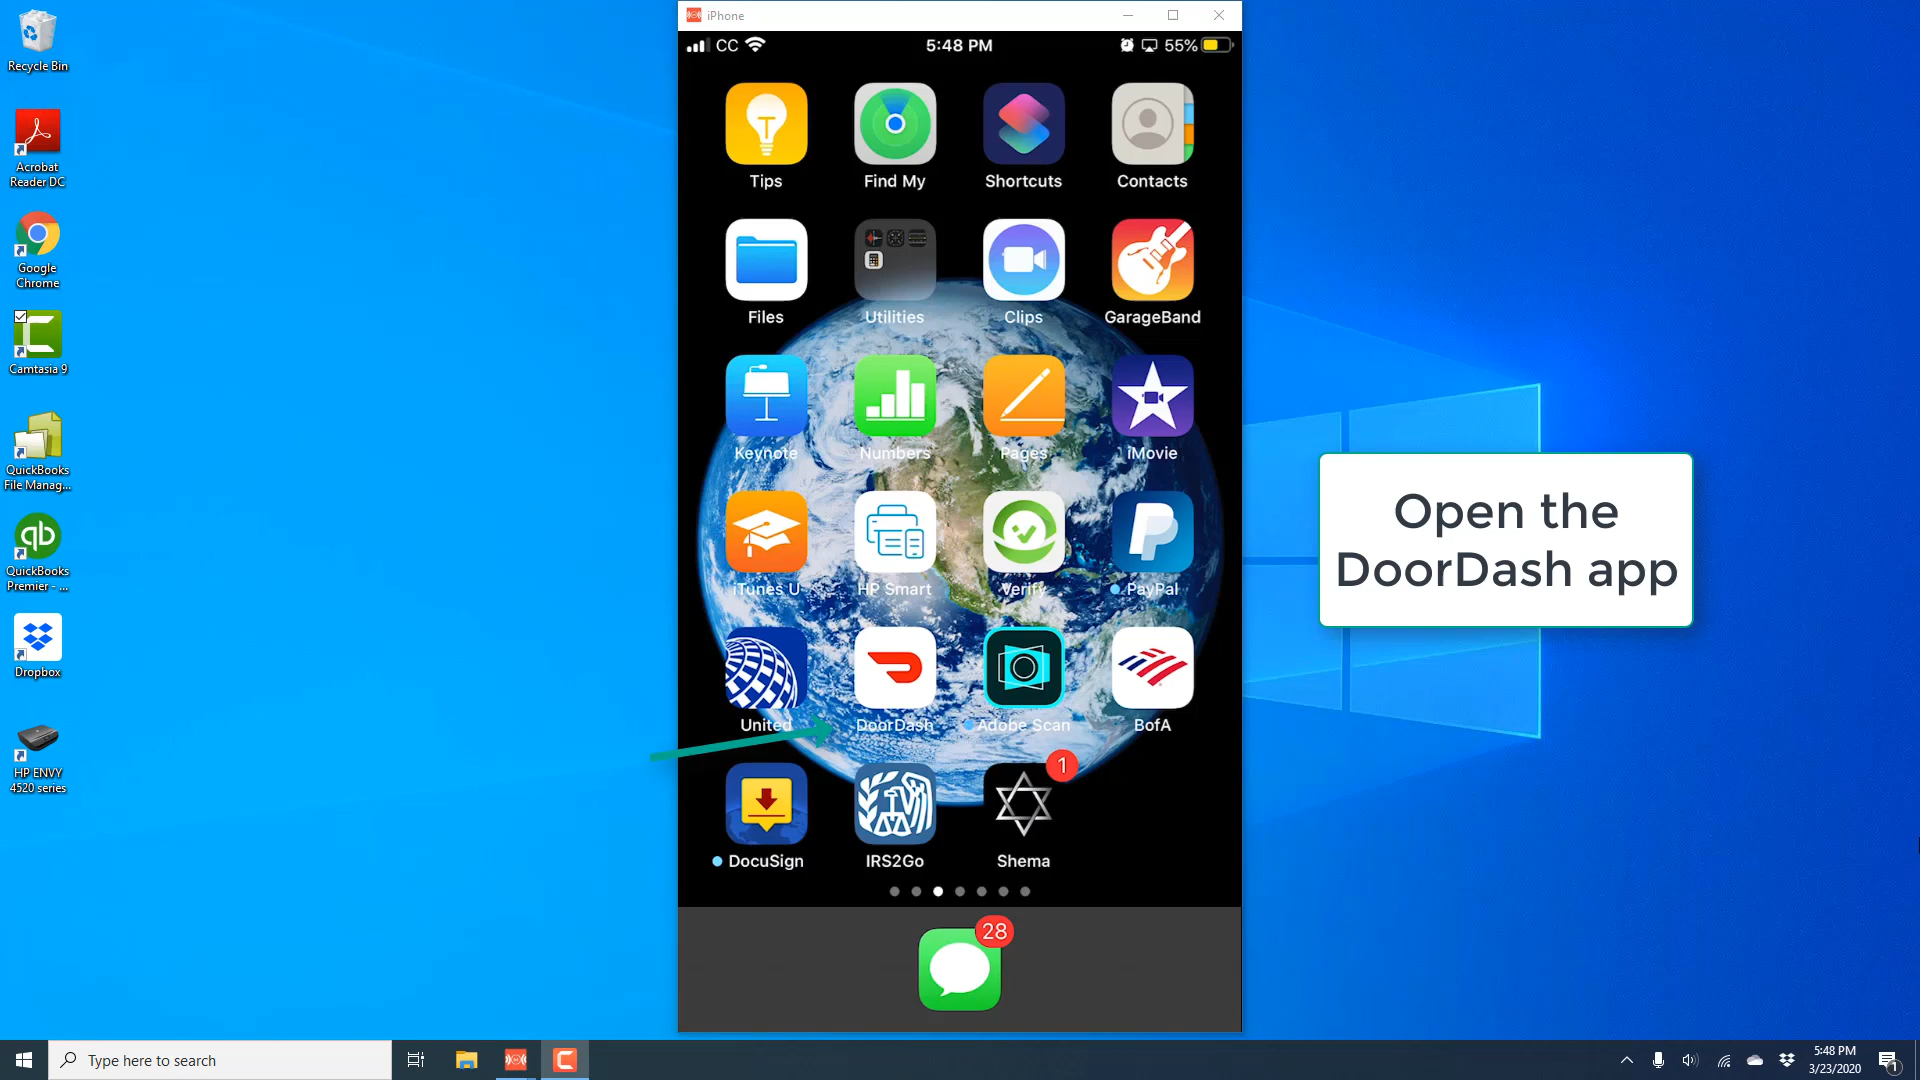 Recycle Bin
Acrobat
Reader DC
Google
Chrome
Camtasia 9
QuickBooks
File Manag...
QuickBooks
Premier - ...
Dropbox
HP ENVY
4520 series
iPhone
CC
5:48 PM
55%
Tips
Find My
Shortcuts
Contacts
Files
Utilities
Clips
GarageBand
Keynote
Numbers
Pages
iMovie
iTunes U
HP Smart
Verify
PayPal
United
DoorDash
Adobe Scan
BofA
1
DocuSign
IRS2Go
Shema
28
Open the
DoorDash app
Type here to search
5:48 PM
3/23/2020
1